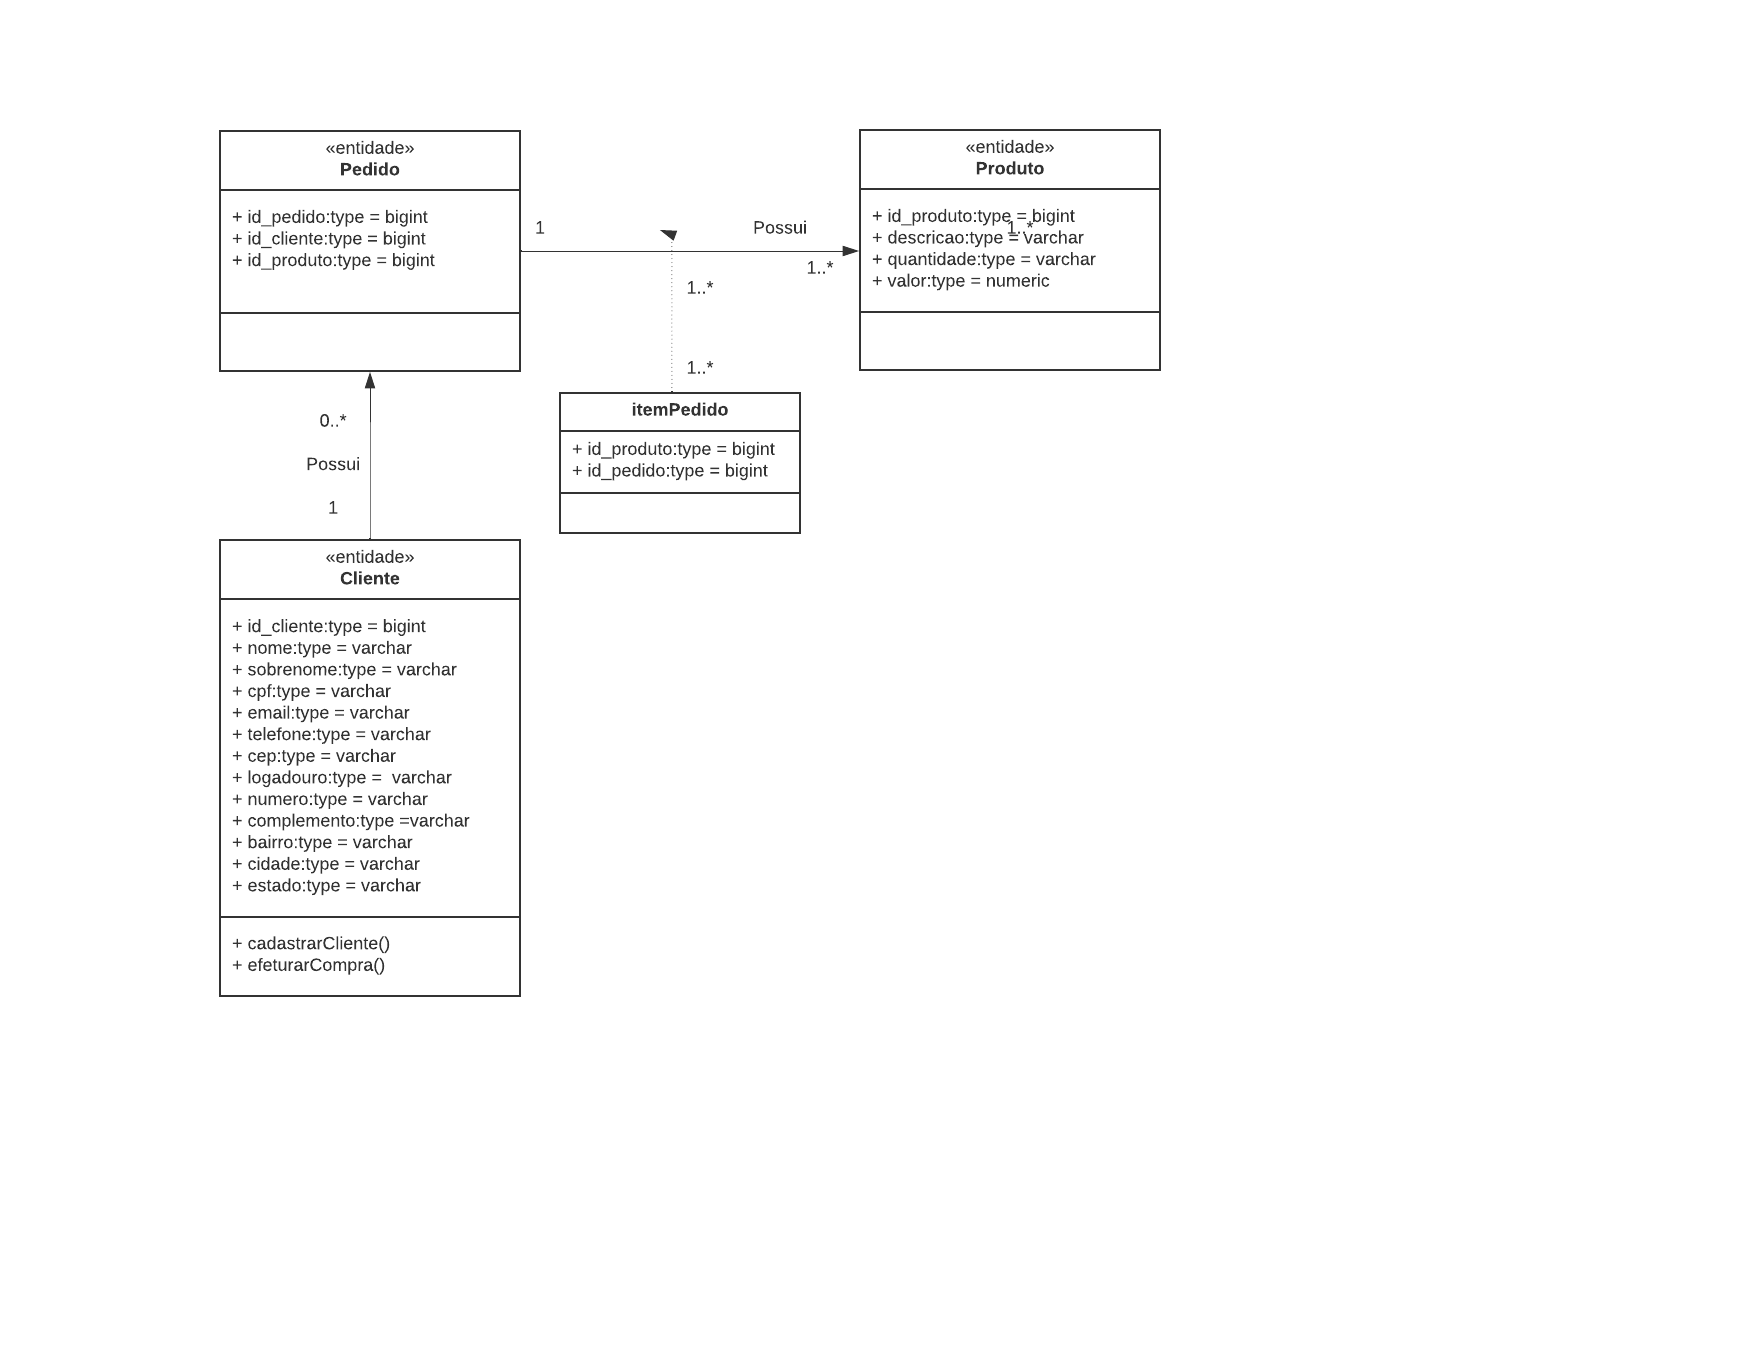 «entidade»
Pedido
+ id_pedido:type = bigint
+ id_cliente:type = bigint
+ id_produto:type = bigint
1
Possui
1..*
1..*
1..*
«entidade»
Produto
+ id_produto:type = bigint
1..*
+ descricao:type = varchar
+ quantidade:type = varchar
+ valor:type = numeric
itemPedido
+ id_produto:type = bigint
+ id_pedido:type = bigint
0..*
Possui
1
«entidade»
Cliente
+ id_cliente:type = bigint
+ nome:type = varchar
+ sobrenome:type = varchar
+ cpf:type = varchar
+ email:type = varchar
+ telefone:type = varchar
+ cep:type = varchar
+ logadouro:type =  varchar
+ numero:type = varchar
+ complemento:type =varchar
+ bairro:type = varchar
+ cidade:type = varchar
+ estado:type = varchar
+ cadastrarCliente()
+ efeturarCompra()